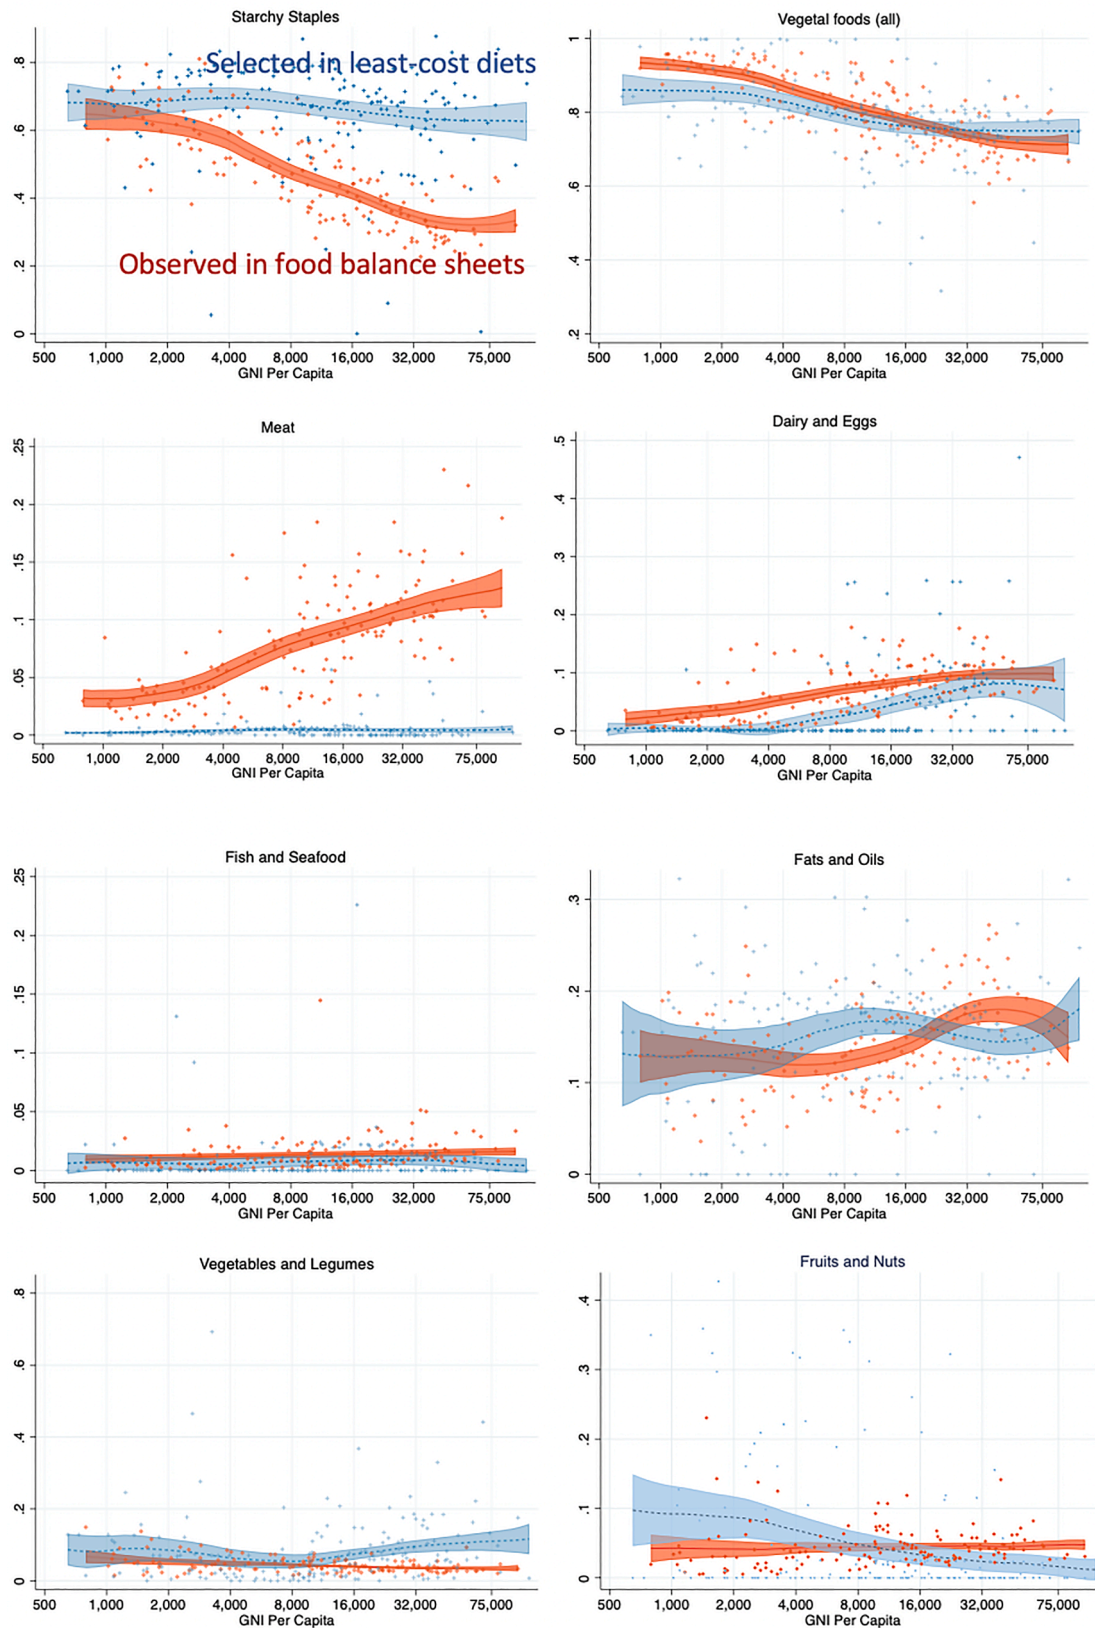 Starchy Staples
Selected in least-cost diets
Observed in food balance sheets
.8
.6
.4
.2
0
500 1,000 2,000 4,000 8,000 16,000 32,000 75,000
GNI Per Capita
Vegetal foods (all)
1
.8
.6
.4
.2
500 1,000 2,000 4,000 8,000 16,000 32,000 75,000
GNI Per Capita
Meat
.25
.2
.15
.1
.05
0
500 1,000 2,000 4,000 8,000 16,000 32,000 75,000
GNI Per Capita
Dairy and Eggs
.5
.4
.3
.2
.1
0
500 1,000 2,000 4,000 8,000 16,000 32,000 75,000
GNI Per Capita
Fish and Seafood
.25
.2
.15
.1
.05
0
500 1,000 2,000 4,000 8,000 16,000 32,000 75,000
GNI Per Capita
Fats and Oils
.3
.2
.1
0
500 1,000 2,000 4,000 8,000 16,000 32,000 75,000
GNI Per Capita
Vegetables and Legumes
.8
.6
.4
.2
0
500 1,000 2,000 4,000 8,000 16,000 32,000 75,000
GNI Per Capita
Fruits and Nuts
.4
.3
.2
.1
0
500 1,000 2,000 4,000 8,000 16,000 32,000 75,000
GNI Per Capita